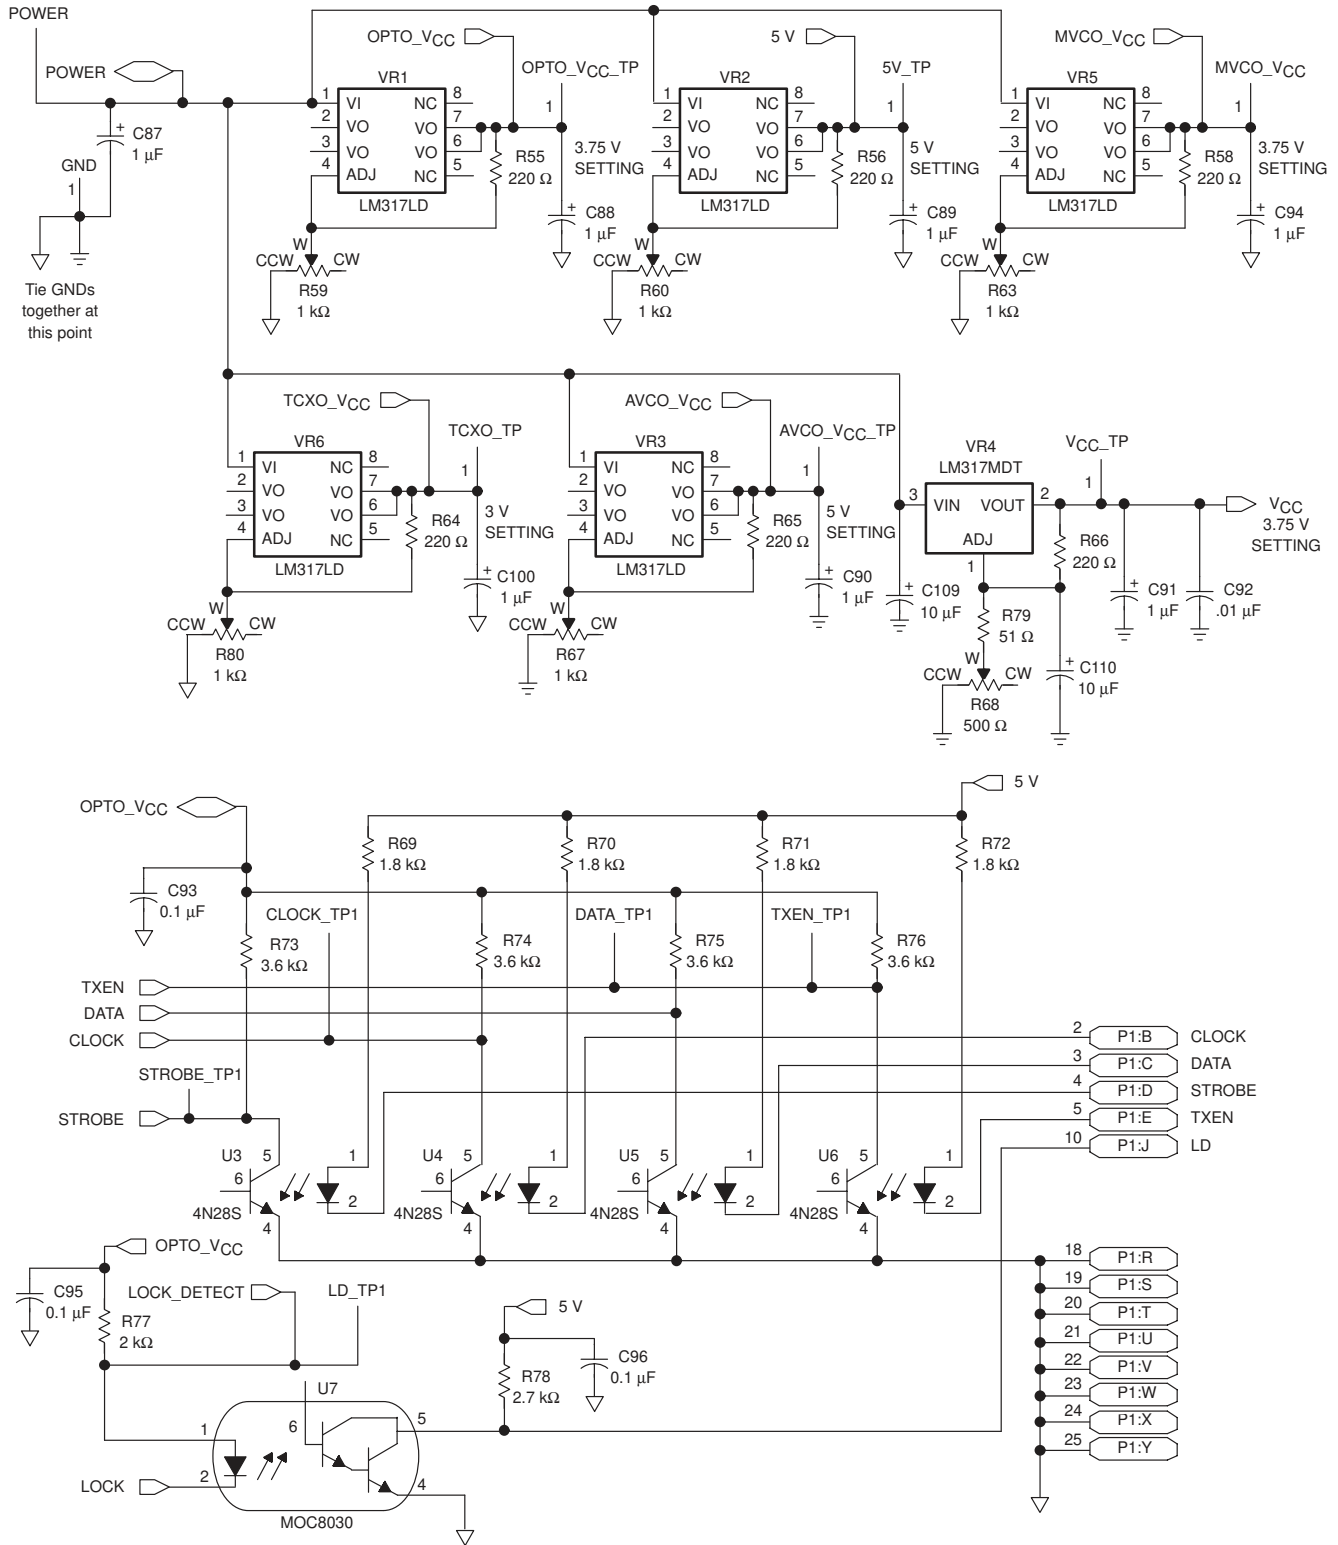 POWER
POWER
C87
1 μF
+
GND
1
Tie GNDs
together at
this point
OPTO_VCC
OPTO_VCC_TP
1
VR1
1 VI NC 8
2 VO VO 7
3 VO VO 6
4 ADJ NC 5
LM317LD
R55
220 Ω
3.75 V
SETTING
+
C88
1 μF
W
CCW CW
R59
1 kΩ
5 V
5V_TP
1
VR2
1 VI NC 8
2 VO VO 7
3 VO VO 6
4 ADJ NC 5
LM317LD
R56
220 Ω
5 V
SETTING
+
C89
1 μF
W
CCW CW
R60
1 kΩ
MVCO_VCC
MVCO_VCC
1
VR5
1 VI NC 8
2 VO VO 7
3 VO VO 6
4 ADJ NC 5
LM317LD
R58
220 Ω
3.75 V
SETTING
+
C94
1 μF
W
CCW CW
R63
1 kΩ
TCXO_VCC
TCXO_TP
1
VR6
1 VI NC 8
2 VO VO 7
3 VO VO 6
4 ADJ NC 5
LM317LD
R64
220 Ω
3 V
SETTING
+
C100
1 μF
W
CCW CW
R80
1 kΩ
AVCO_VCC
AVCO_VCC_TP
1
VR3
1 VI NC 8
2 VO VO 7
3 VO VO 6
4 ADJ NC 5
LM317LD
R65
220 Ω
5 V
SETTING
+
C90
1 μF
W
CCW CW
R67
1 kΩ
VR4
LM317MDT
3 VIN VOUT 2
ADJ
1
VCC_TP
1
VCC
3.75 V
SETTING
R66
220 Ω
+
C109
10 μF
R79
51 Ω
+
C91
1 μF
C92
.01 μF
W
CCW CW
R68
500 Ω
+
C110
10 μF
5 V
OPTO_VCC
R69
1.8 kΩ
R70
1.8 kΩ
R71
1.8 kΩ
R72
1.8 kΩ
C93
0.1 μF
CLOCK_TP1
DATA_TP1
TXEN_TP1
R73
3.6 kΩ
R74
3.6 kΩ
R75
3.6 kΩ
R76
3.6 kΩ
TXEN
DATA
CLOCK
STROBE_TP1
STROBE
2 P1:B CLOCK
3 P1:C DATA
4 P1:D STROBE
5 P1:E TXEN
10 P1:J LD
U3 5 1
6 2
4N28S 4
U4 5 1
6 2
4N28S 4
U5 5 1
6 2
4N28S 4
U6 5 1
6 2
4N28S 4
18 P1:R
19 P1:S
20 P1:T
21 P1:U
22 P1:V
23 P1:W
24 P1:X
25 P1:Y
OPTO_VCC
C95
0.1 μF
R77
2 kΩ
LOCK_DETECT
LD_TP1
5 V
C96
0.1 μF
R78
2.7 kΩ
U7
1 6 5
2 4
LOCK
MOC8030